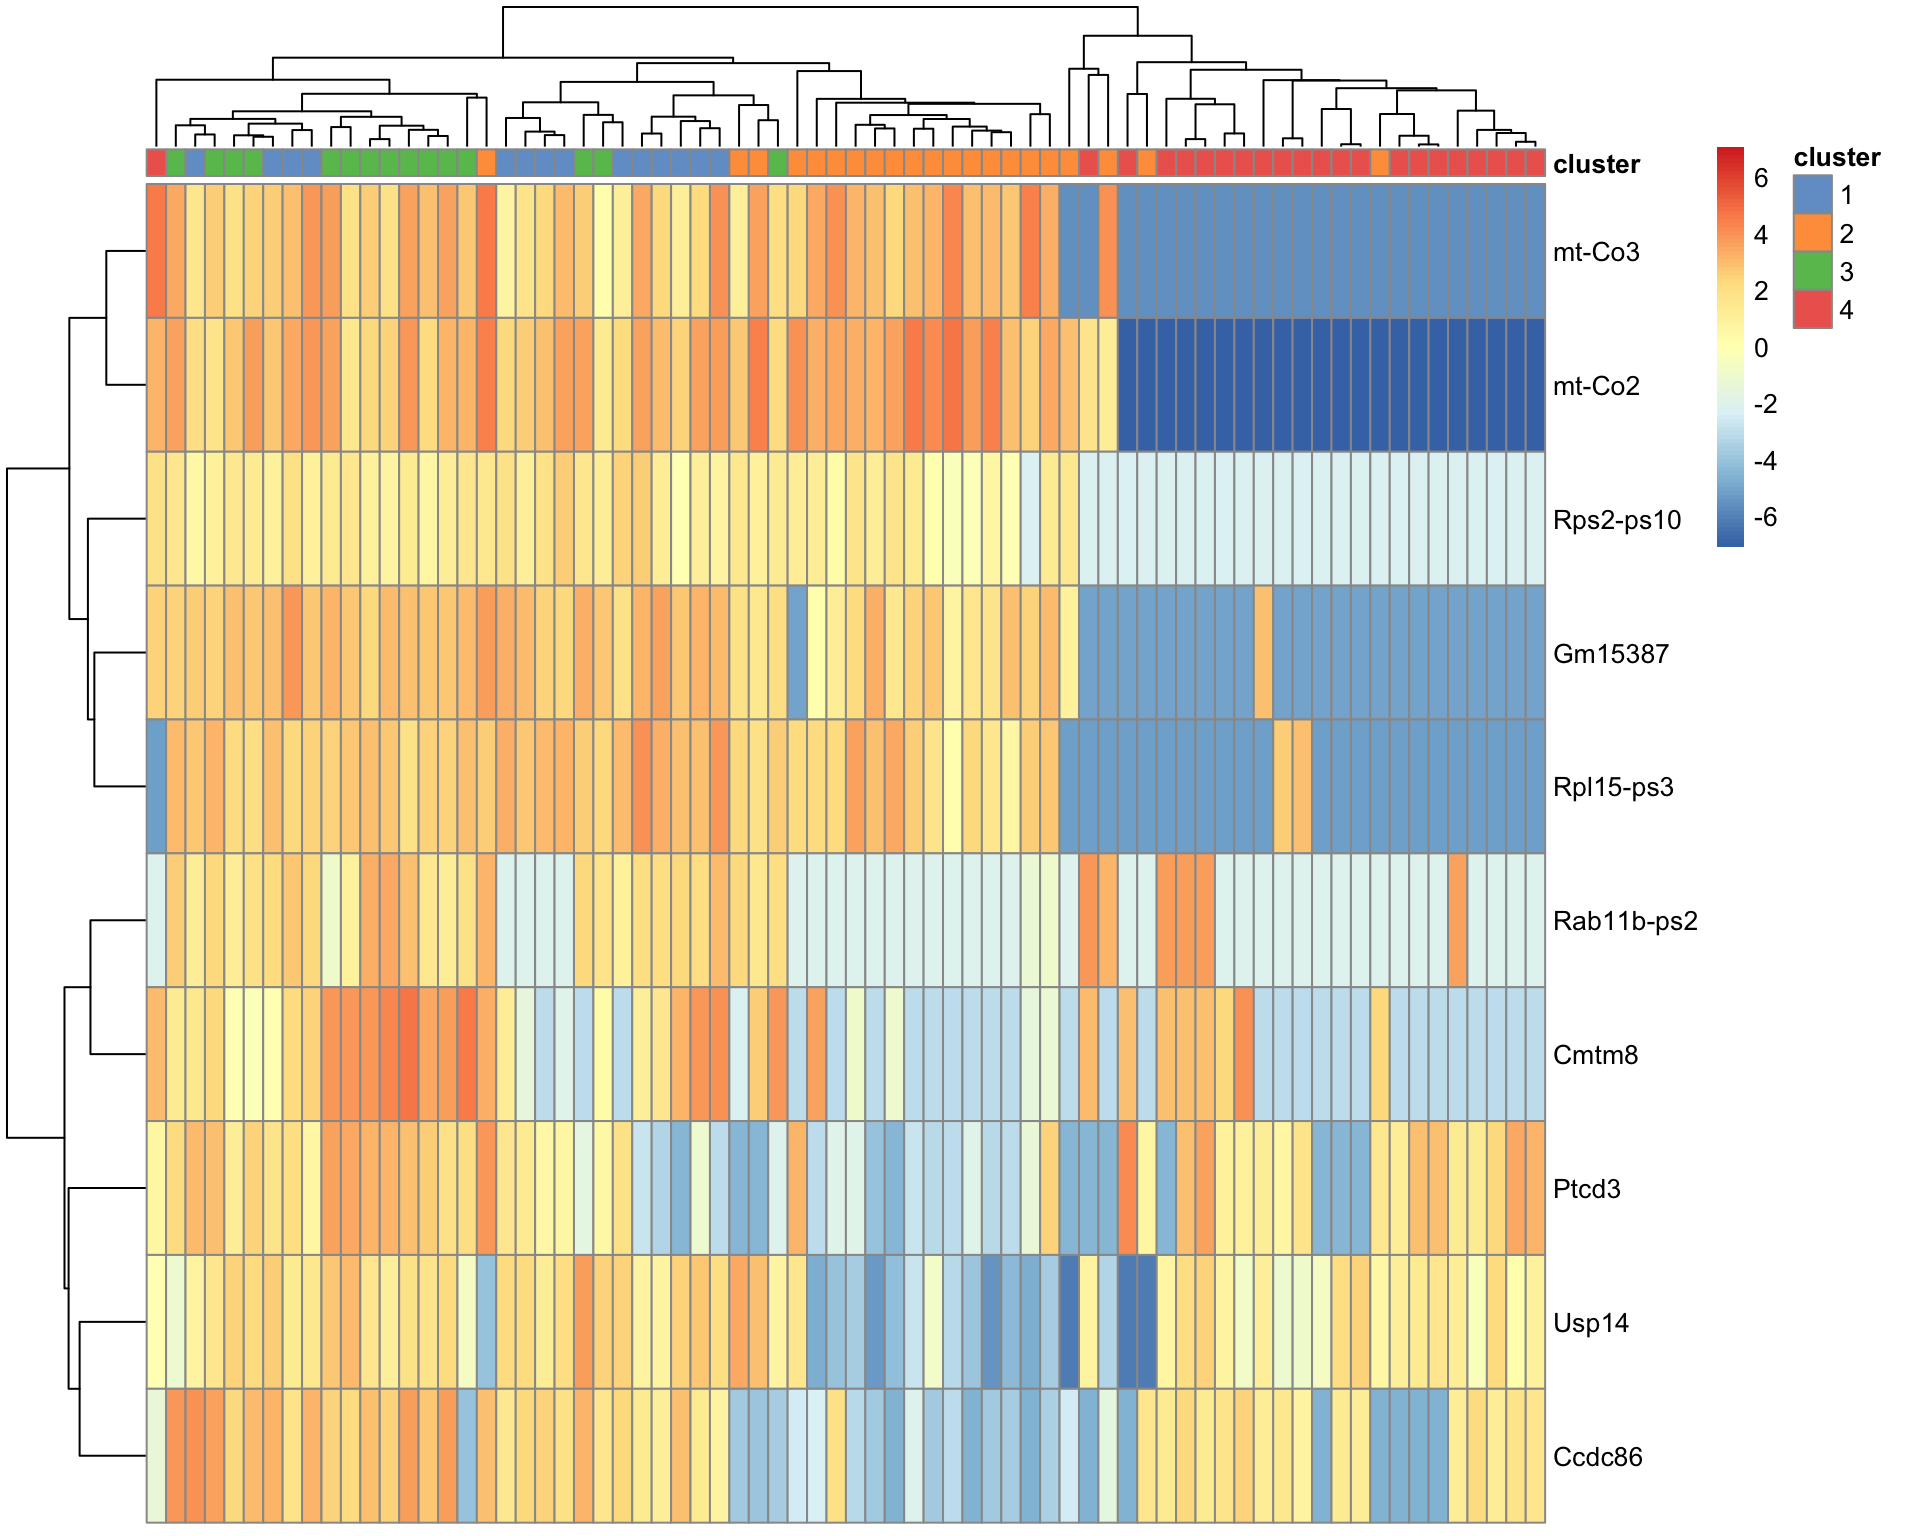 cluster
mt-Co3
mt-Co2
Rps2-ps10
Gm15387
Rpl15-ps3
Rab11b-ps2
Cmtm8
Ptcd3
Usp14
Ccdc86
6
4
2
0
-2
-4
-6
cluster
1
2
3
4